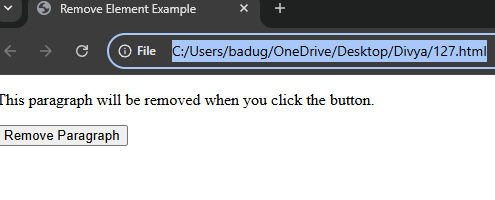 Remove Element Example
File C:/Users/badug/OneDrive/Desktop/Divya/127.html
This paragraph will be removed when you click the button.
Remove Paragraph